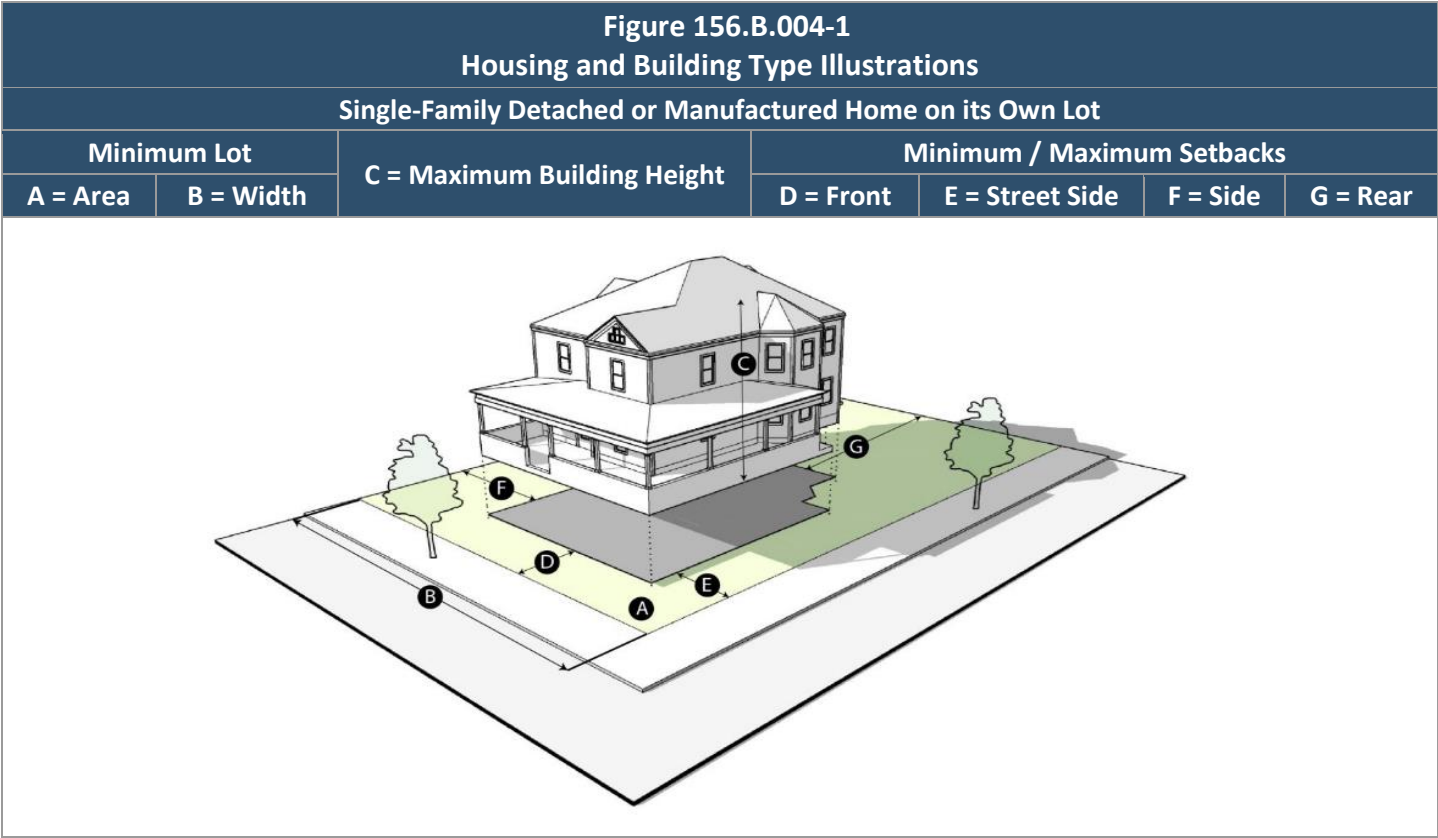 Figure 156.B.004-1
Housing and Building Type Illustrations
Single-Family Detached or Manufactured Home on its Own Lot
Minimum Lot
C = Maximum Building Height
Minimum / Maximum Setbacks
A = Area
B = Width
D = Front
E = Street Side
F = Side
G = Rear
C
G
F
D
E
B
A